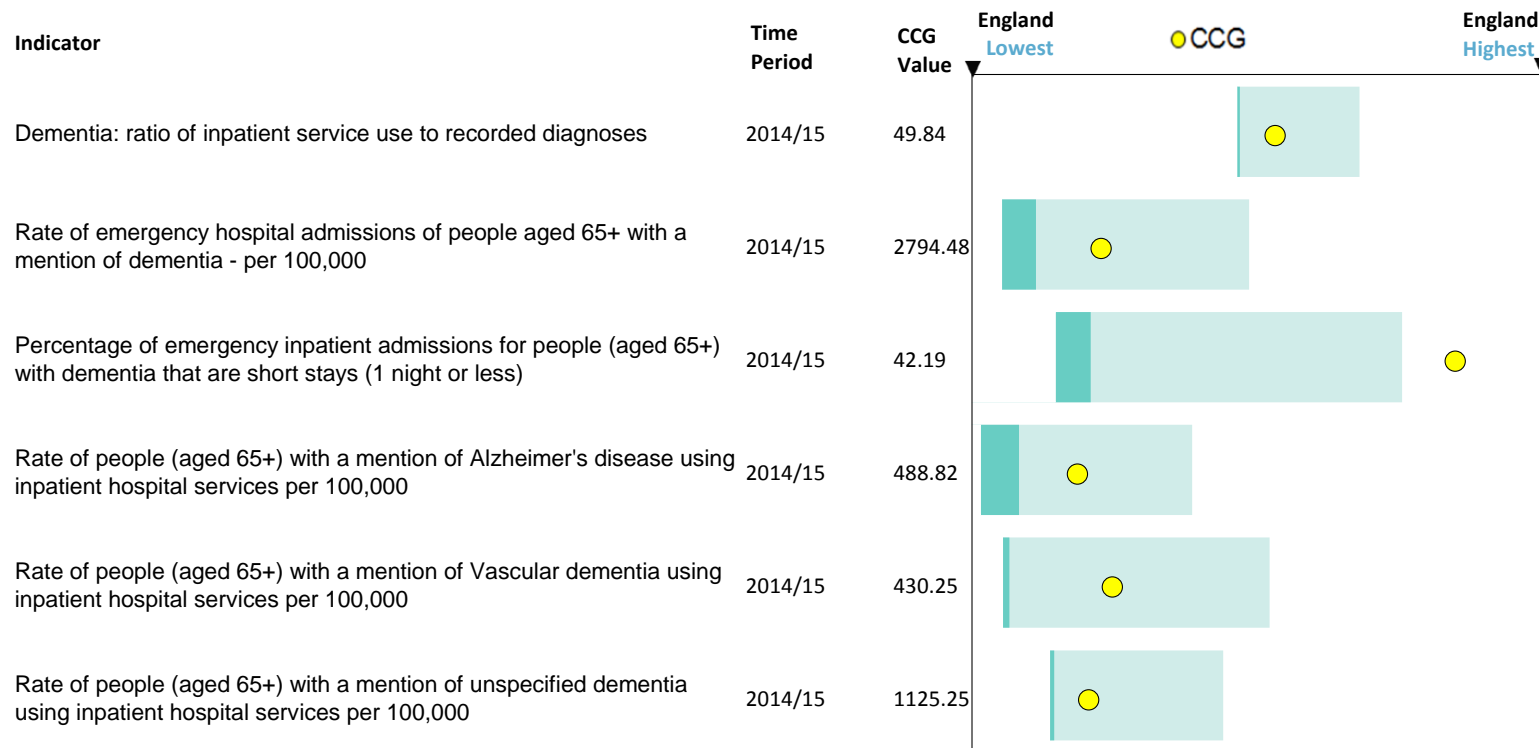 Indicator
Time
Period
CCG
Value
England
Lowest
CCG
England
Highest
Dementia: ratio of inpatient service use to recorded diagnoses
2014/15
49.84
Rate of emergency hospital admissions of people aged 65+ with a
mention of dementia - per 100,000
2014/15
2794.48
Percentage of emergency inpatient admissions for people (aged 65+)
with dementia that are short stays (1 night or less)
2014/15
42.19
Rate of people (aged 65+) with a mention of Alzheimer's disease using
inpatient hospital services per 100,000
2014/15
488.82
Rate of people (aged 65+) with a mention of Vascular dementia using
inpatient hospital services per 100,000
2014/15
430.25
Rate of people (aged 65+) with a mention of unspecified dementia
using inpatient hospital services per 100,000
2014/15
1125.25